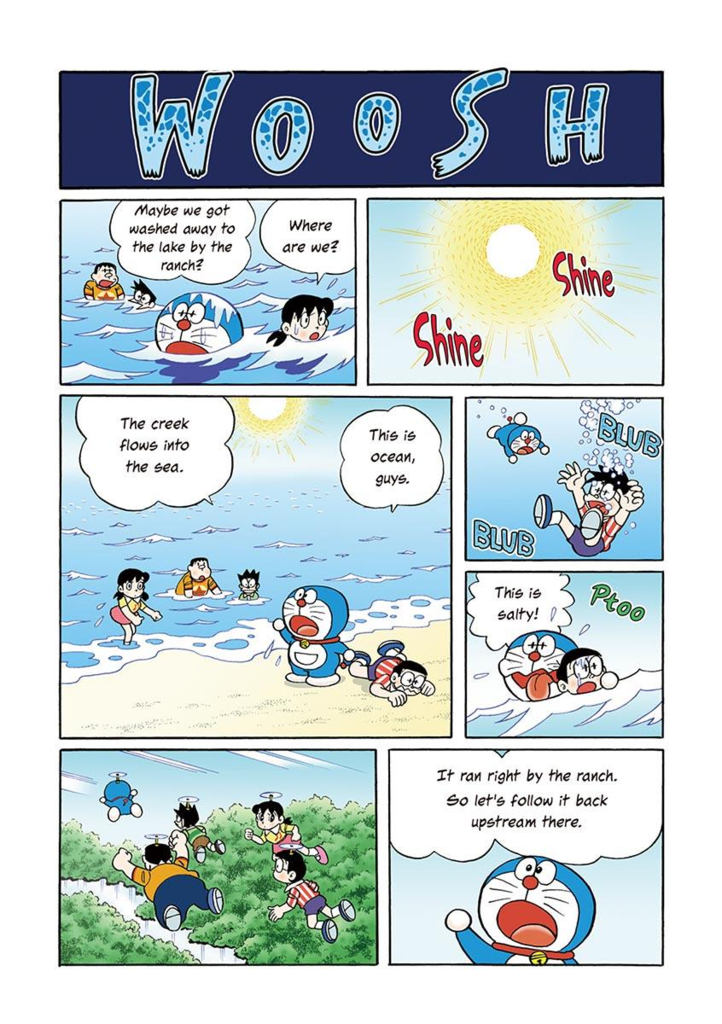 WOOSH
Shine
Shine
Where
are we?
Maybe we got
washed away to
the lake by the
ranch?
BLUB
BLUB
Ptoo
This is
salty!
This is
ocean,
guys.
The creek
flows into
the sea.
It ran right by the ranch.
So let's follow it back
upstream there.